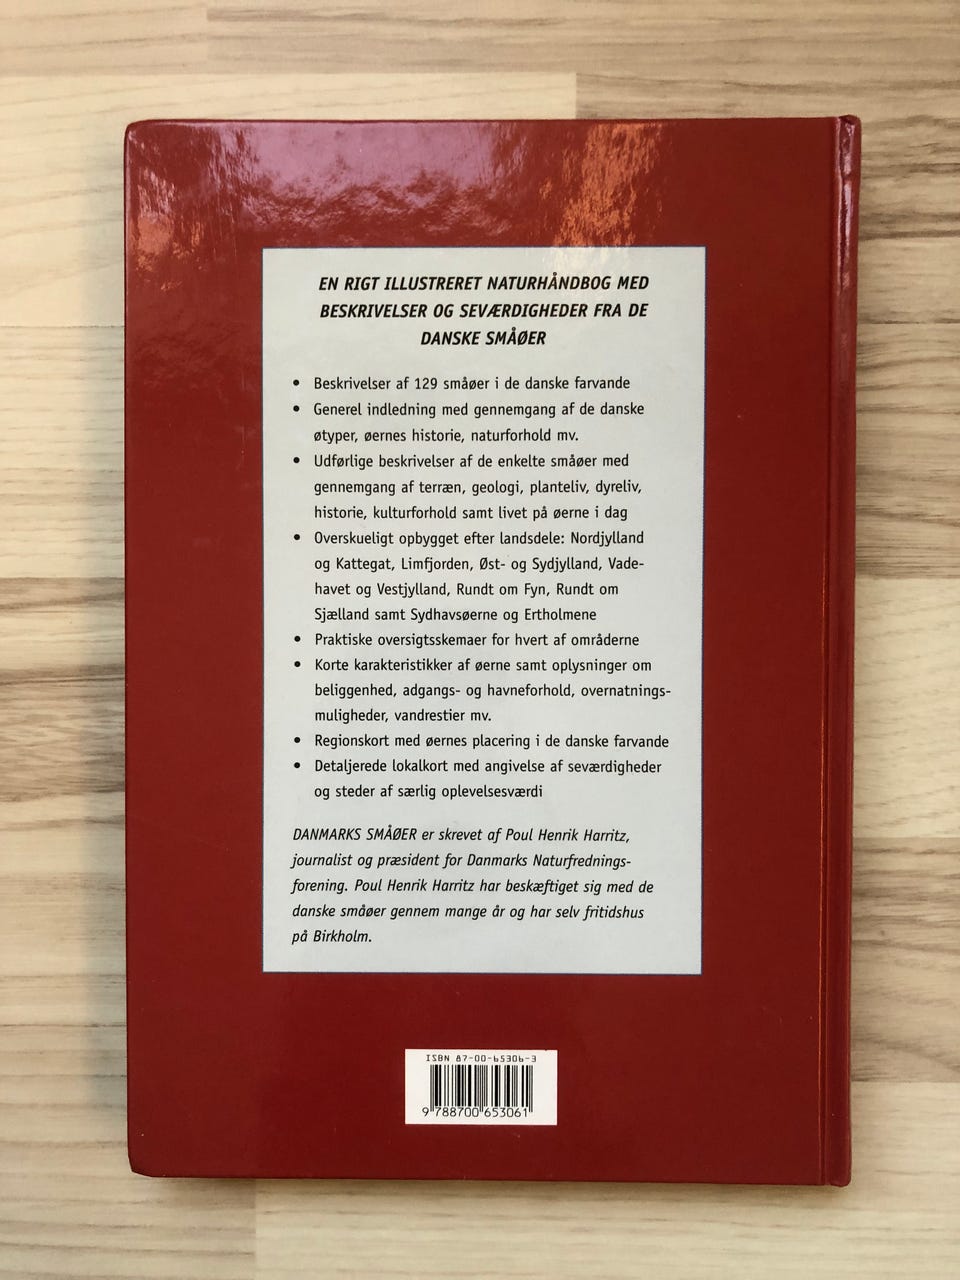 EN RIGT ILLUSTRERET NATURHÅNDBOG MED
BESKRIVELSER OG SEVÆRDIGHEDER FRA DE
DANSKE SMÅØER
• Beskrivelser af 129 småøer i de danske farvande
• Generel indledning med gennemgang af de danske
øtyper, øernes historie, naturforhold mv.
• Udførlige beskrivelser af de enkelte småøer med
gennemgang af terræn, geologi, planteliv, dyreliv,
historie, kulturforhold samt livet på øerne i dag
• Overskueligt opbygget efter landsdele: Nordjylland
og Kattegat, Limfjorden, Øst- og Sydjylland, Vade-
havet og Vestjylland, Rundt om Fyn, Rundt om
Sjælland samt Sydhavsøerne og Ertholmene
• Praktiske oversigtsskemaer for hvert af områderne
• Korte karakteristikker af øerne samt oplysninger om
beliggenhed, adgangs- og havneforhold, overnatnings-
muligheder, vandrestier mv.
• Regionskort med øernes placering i de danske farvande
• Detaljerede lokalkort med angivelse af seværdigheder
og steder af særlig oplevelsesværdi
DANMARKS SMÅØER er skrevet af Poul Henrik Harritz,
journalist og præsident for Danmarks Naturfrednings-
forening. Poul Henrik Harritz har beskæftiget sig med de
danske småøer gennem mange år og har selv fritidshus
på Birkholm.
ISBN 87-00-65306-3
9 788700 653061